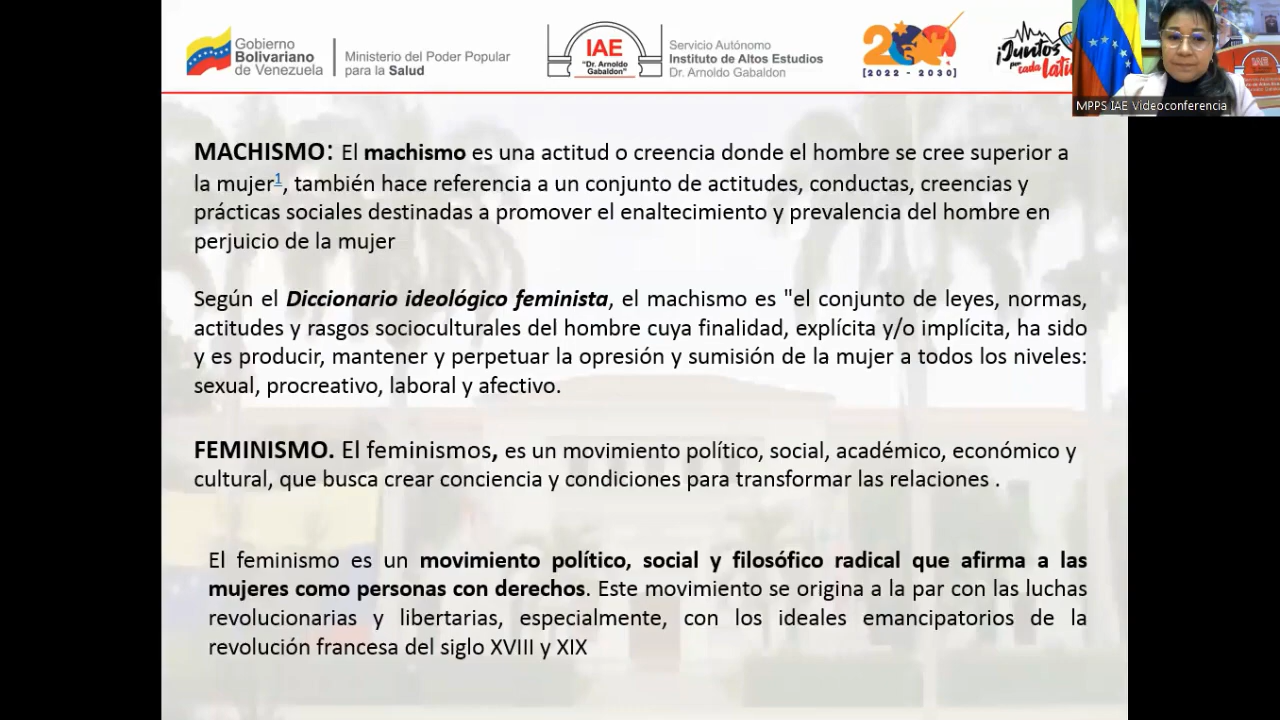 Gobierno
Bolivariano
de Venezuela
Ministerio del Poder Popular
para la Salud
IAE
"Dr. Arnoldo
Gabaldon"
Servicio Autónomo
Instituto de Altos Estudios
Dr. Arnoldo Gabaldon
[2022 - 2030]
¡Juntos
por cada
MPPS IAE Videoconferencia
MACHISMO: El machismo es una actitud o creencia donde el hombre se cree superior a
la mujer1, también hace referencia a un conjunto de actitudes, conductas, creencias y
prácticas sociales destinadas a promover el enaltecimiento y prevalencia del hombre en
perjuicio de la mujer
Según el Diccionario ideológico feminista, el machismo es "el conjunto de leyes, normas,
actitudes y rasgos socioculturales del hombre cuya finalidad, explícita y/o implícita, ha sido
y es producir, mantener y perpetuar la opresión y sumisión de la mujer a todos los niveles:
sexual, procreativo, laboral y afectivo.
FEMINISMO. El feminismos, es un movimiento político, social, académico, económico y
cultural, que busca crear conciencia y condiciones para transformar las relaciones .
El feminismo es un movimiento político, social y filosófico radical que afirma a las
mujeres como personas con derechos. Este movimiento se origina a la par con las luchas
revolucionarias y libertarias, especialmente, con los ideales emancipatorios de la
revolución francesa del siglo XVIII y XIX